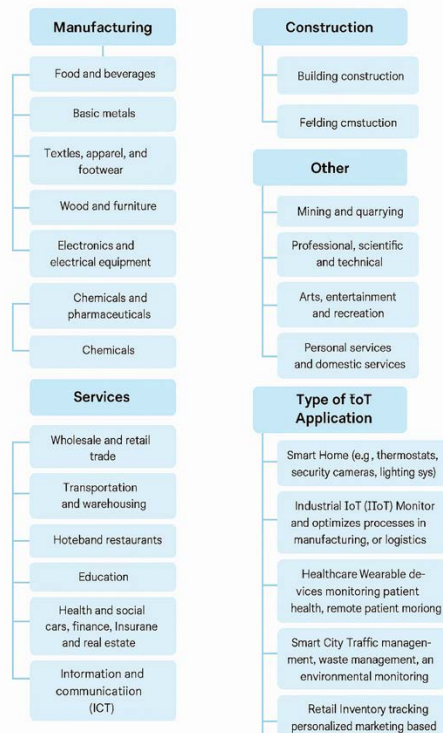 Manufacturing
Food and beverages
Basic metals
Textles, apparel, and
footwear
Wood and furniture
Electronics and
electrical equipment
Chemicals and
pharmaceuticals
Chemicals
Services
Wholesale and retail
trade
Transportation
and warehousing
Hoteband restaurants
Education
Health and social
cars, finance, Insurane
and real estate
Information and
communicatiion
(ICT)
Construction
Building construction
Felding cmstuction
Other
Mining and quarrying
Professional, scientific
and technical
Arts, entertainment
and recreation
Personal services
and domestic services
Type of ŧoT
Application
Smart Home (e.g., thermostats,
security cameras, lighting sys)
Industrial IoT (IToT) Monitor
and optimizes processes in
manufacturing, or logistics
Healthcare Wearable de-
vices monitoring patient
health, remote patient moriong
Smart City Traffic managen-
ment, waste management, an
environmental monitoring
Retail Inventory tracking
personalized marketing based